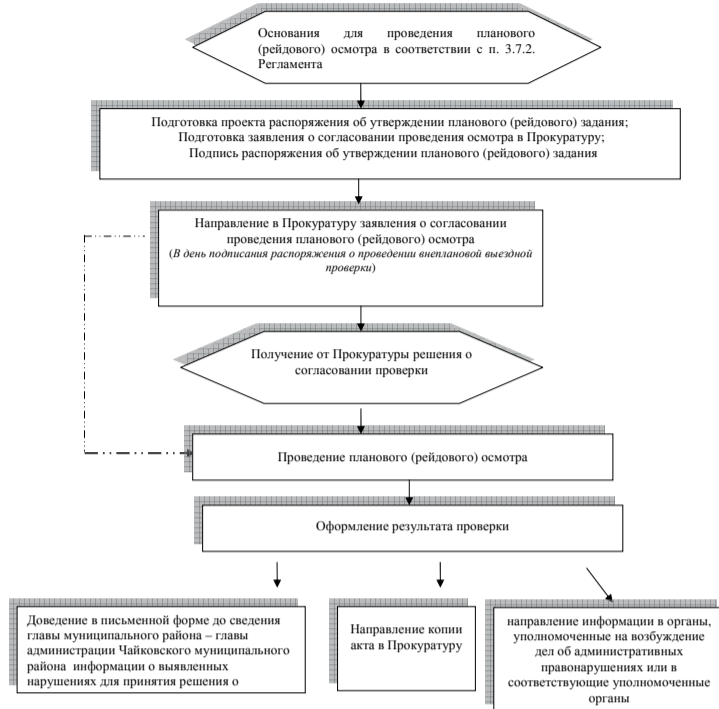 Основания для проведения планового
(рейдового) осмотра в соответствии с п. 3.7.2.
Регламента
Подготовка проекта распоряжения об утверждении планового (рейдового) задания;
Подготовка заявления о согласовании проведения осмотра в Прокуратуру;
Подпись распоряжения об утверждении планового (рейдового) задания
Направление в Прокуратуру заявления о согласовании
проведения планового (рейдового) осмотра
(В день подписания распоряжения о проведении внеплановой выездной
проверки)
Получение от Прокуратуры решения о
согласовании проверки
Проведение планового (рейдового) осмотра
Оформление результата проверки
Доведение в письменной форме до сведения
главы муниципального района – главы
администрации Чайковского муниципального
района информации о выявленных
нарушениях для принятия решения о
Направление копии
акта в Прокуратуру
направление информации в органы,
уполномоченные на возбуждение
дел об административных
правонарушениях или в
соответствующие уполномоченные
органы